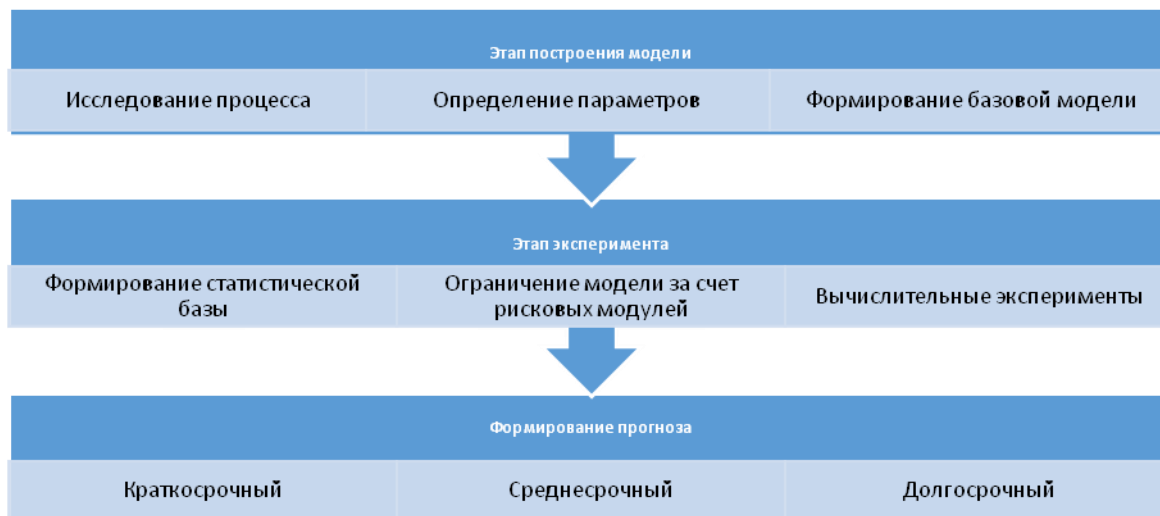 Этап построения модели
Исследование процесса
Определение параметров
Формирование базовой модели
Этап эксперимента
Формирование статистической
базы
Ограничение модели за счет
рисковых модулей
Вычислительные эксперименты
Формирование прогноза
Краткосрочный
Среднесрочный
Долгосрочный